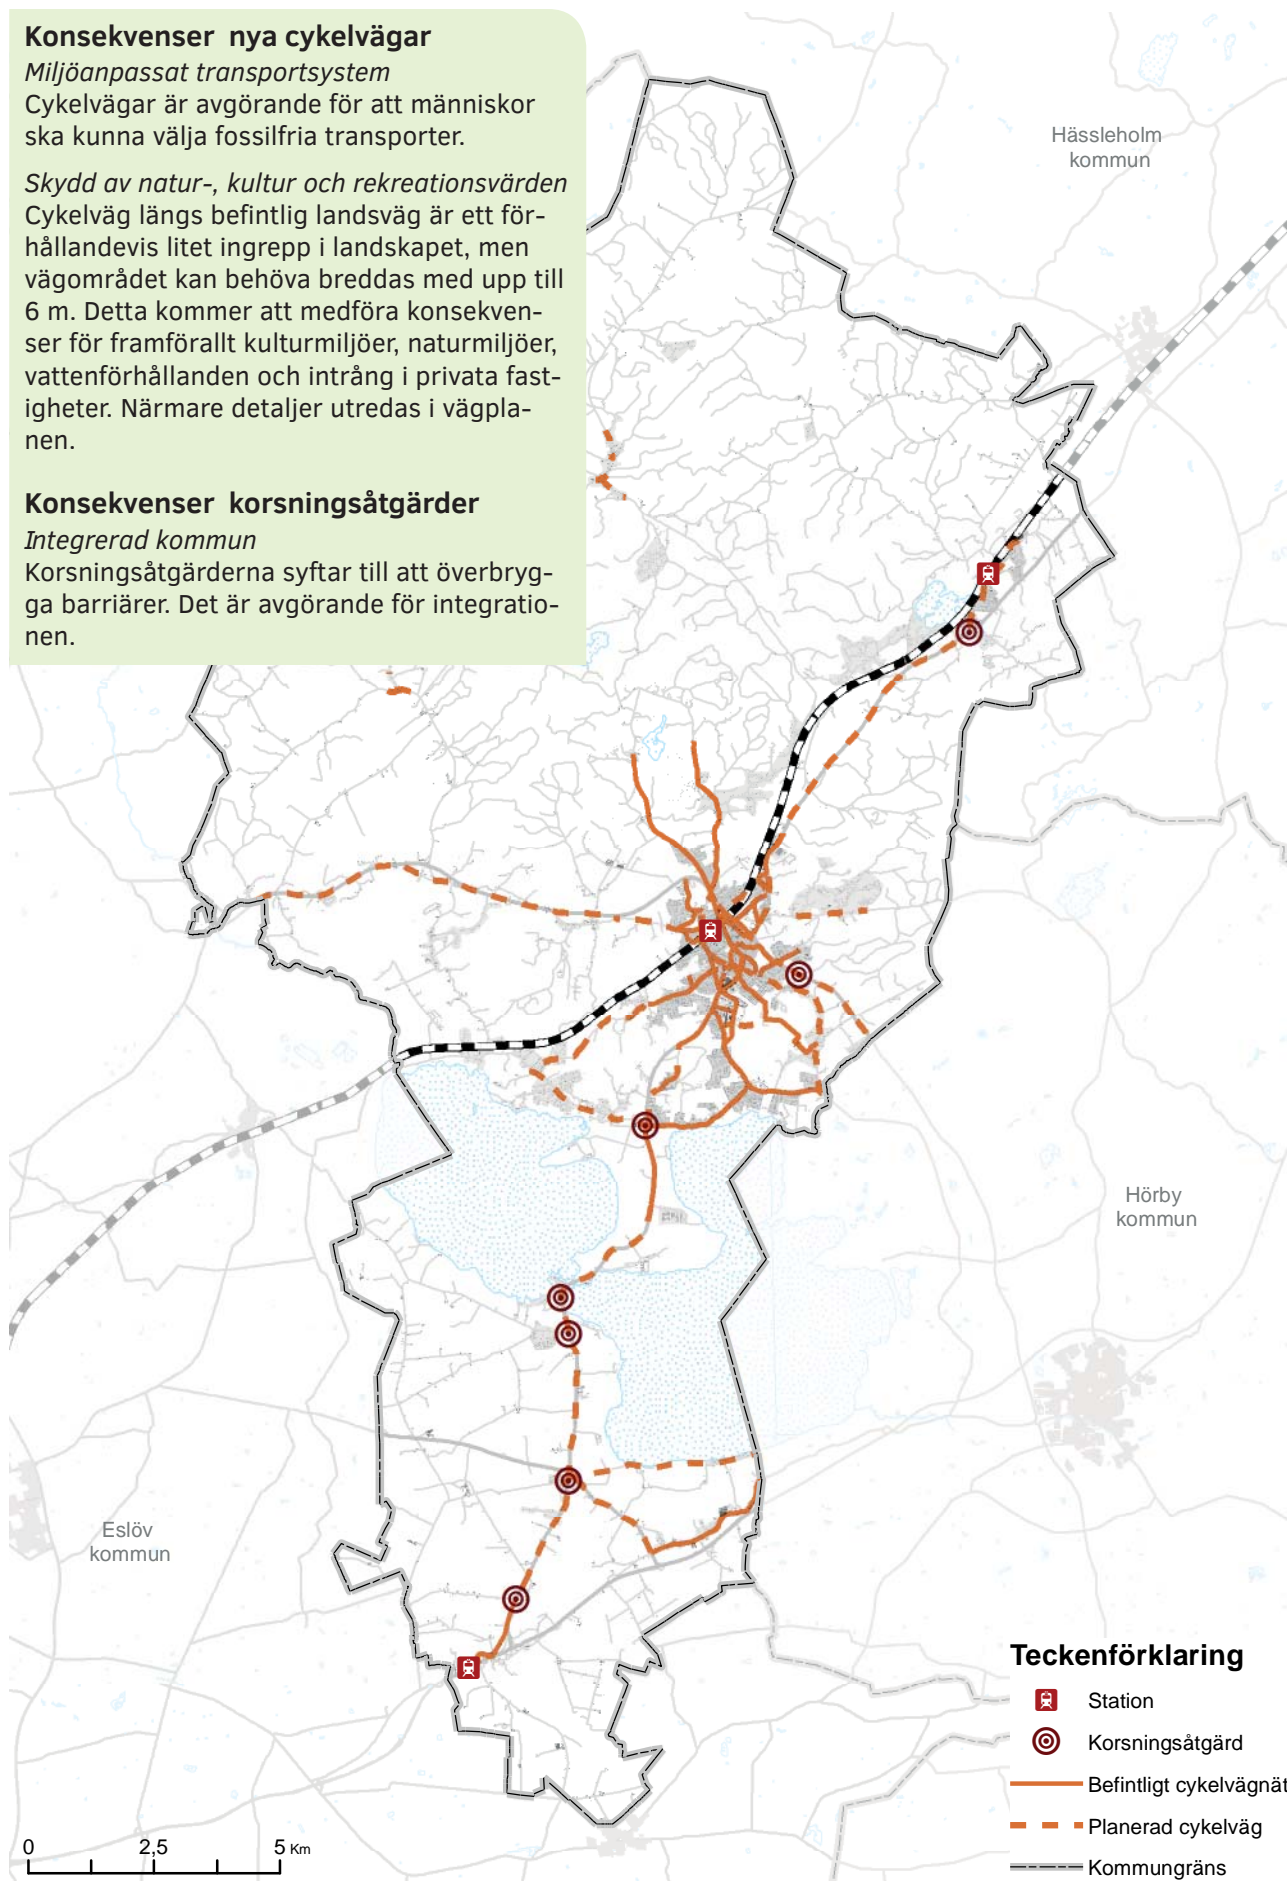 Konsekvenser nya cykelvägar
Miljöanpassat transportsystem
Cykelvägar är avgörande för att människor
ska kunna välja fossilfria transporter.
Skydd av natur-, kultur och rekreationsvärden
Cykelväg längs befintlig landsväg är ett för-
hållandevis litet ingrepp i landskapet, men
vägområdet kan behöva breddas med upp till
6 m. Detta kommer att medföra konsekven-
ser för framförallt kulturmiljöer, naturmiljöer,
vattenförhållanden och intrång i privata fast-
igheter. Närmare detaljer utredas i vägpla-
nen.
Konsekvenser korsningsåtgärder
Integrerad kommun
Korsningsåtgärderna syftar till att överbryg-
ga barriärer. Det är avgörande för integratio-
nen.
Hässleholm
kommun
Hörby
kommun
Eslöv
kommun
Teckenförklaring
Station
Korsningsåtgärd
Befintligt cykelvägnät
Planerad cykelväg
Kommungräns
0 2,5 5 Km